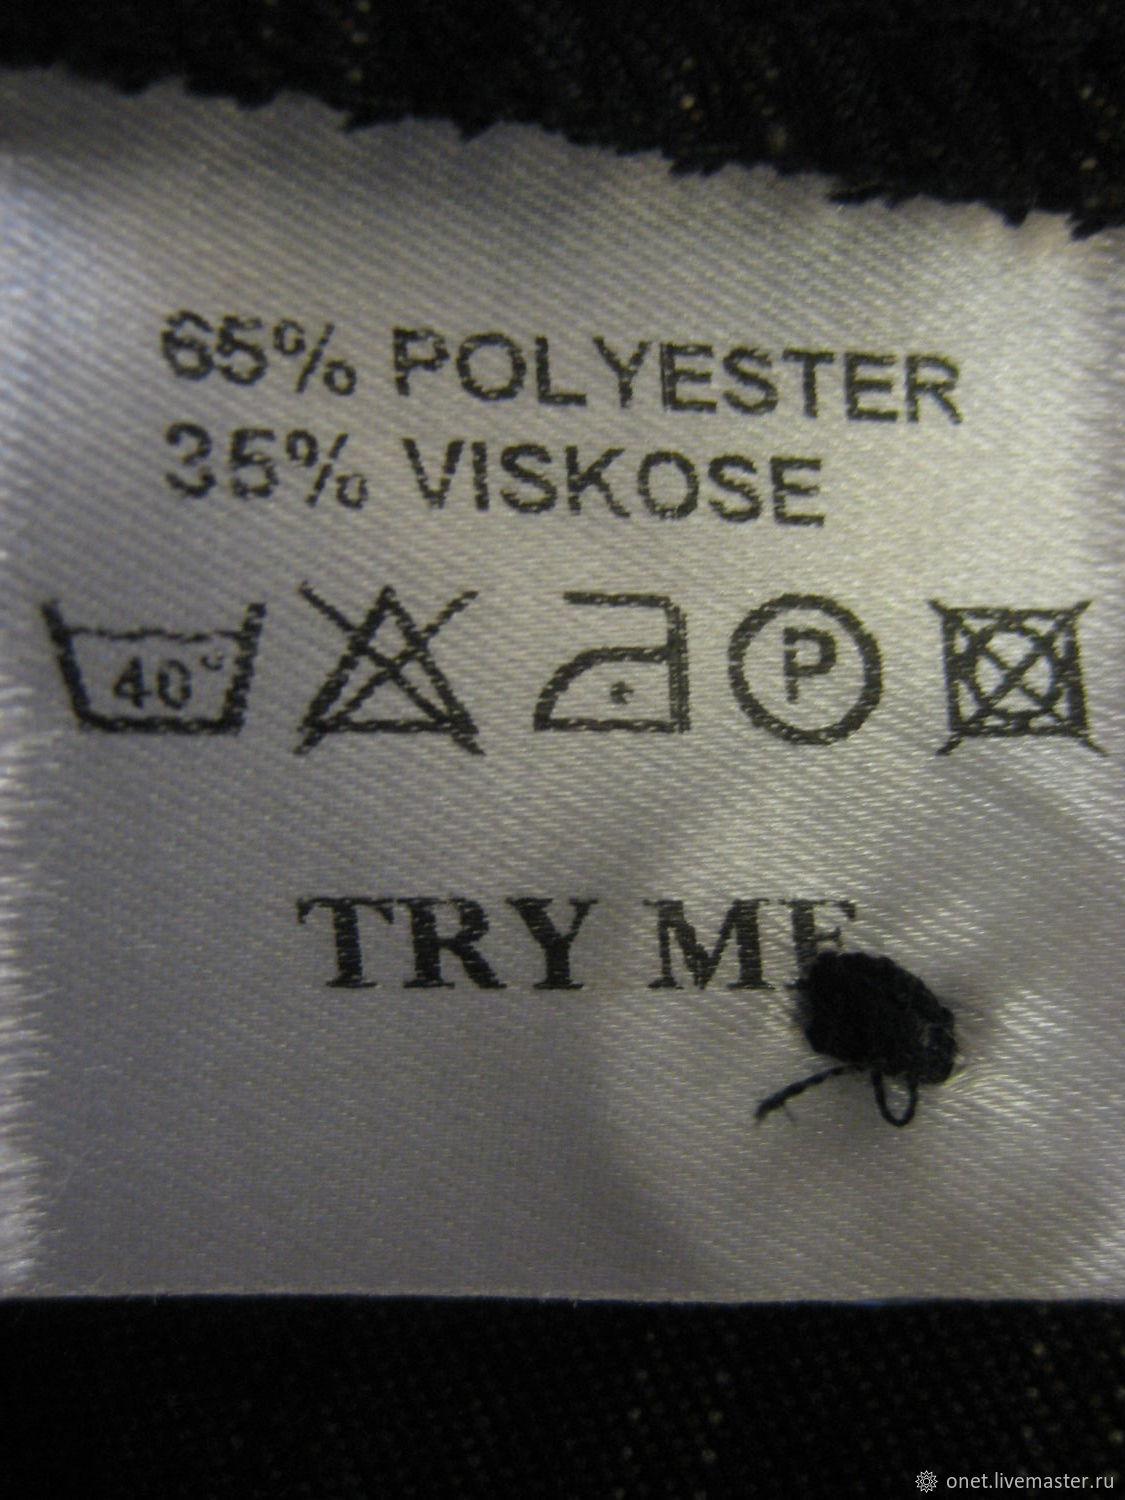 65% POLYESTER
35% VISKOSE
40°
P
TRY ME
onet.livemaster.ru